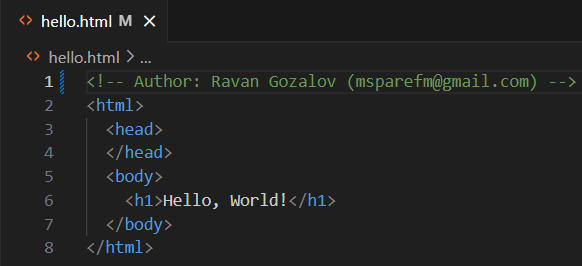 hello.html M
hello.html > ...
1 <!-- Author: Ravan Gozalov (msparefm@gmail.com) -->
2 <html>
3 <head>
4 </head>
5 <body>
6 <h1>Hello, World!</h1>
7 </body>
8 </html>